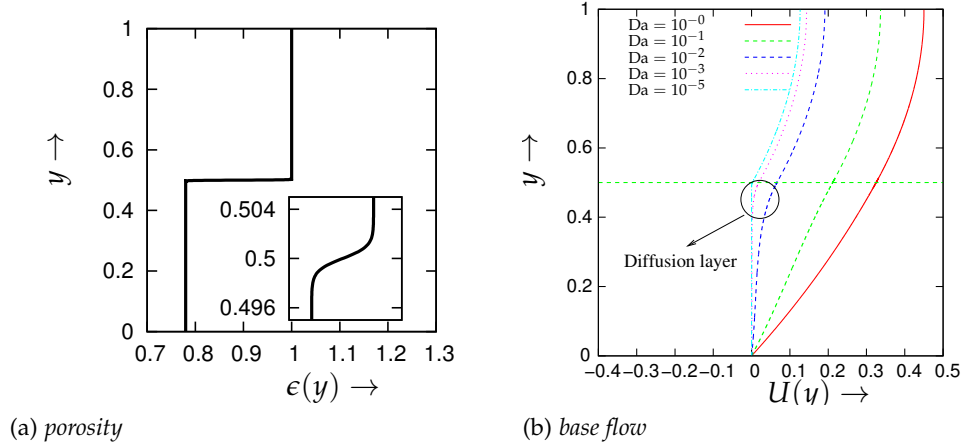 1
0.8
0.6
0.4
0.2
0
y →
0.504
0.5
0.496
0.7 0.8 0.9 1 1.1 1.2 1.3
ϵ(y) →
(a) porosity
1
0.8
0.6
0.4
0.2
0
y →
Da = 10⁻⁰
Da = 10⁻¹
Da = 10⁻²
Da = 10⁻³
Da = 10⁻⁵
Diffusion layer
−0.4 −0.3 −0.2 −0.1 0 0.1 0.2 0.3 0.4 0.5
U(y) →
(b) base flow